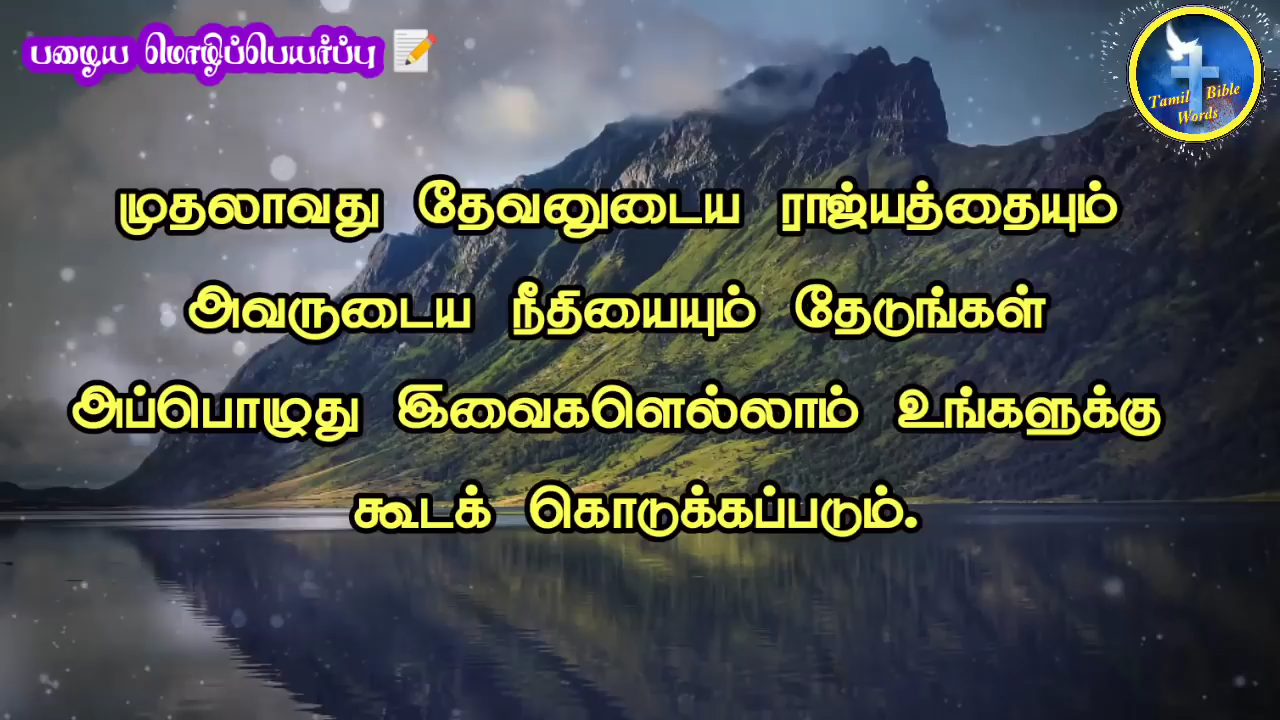 பழைய மொழிப்பெயர்ப்பு
Tamil Bible
Words
முதலாவது தேவனுடைய ராஜ்யத்தையும்
அவருடைய நீதியையும் தேடுங்கள்
அப்பொழுது இவைகளெல்லாம் உங்களுக்கு
கூடக் கொடுக்கப்படும்.